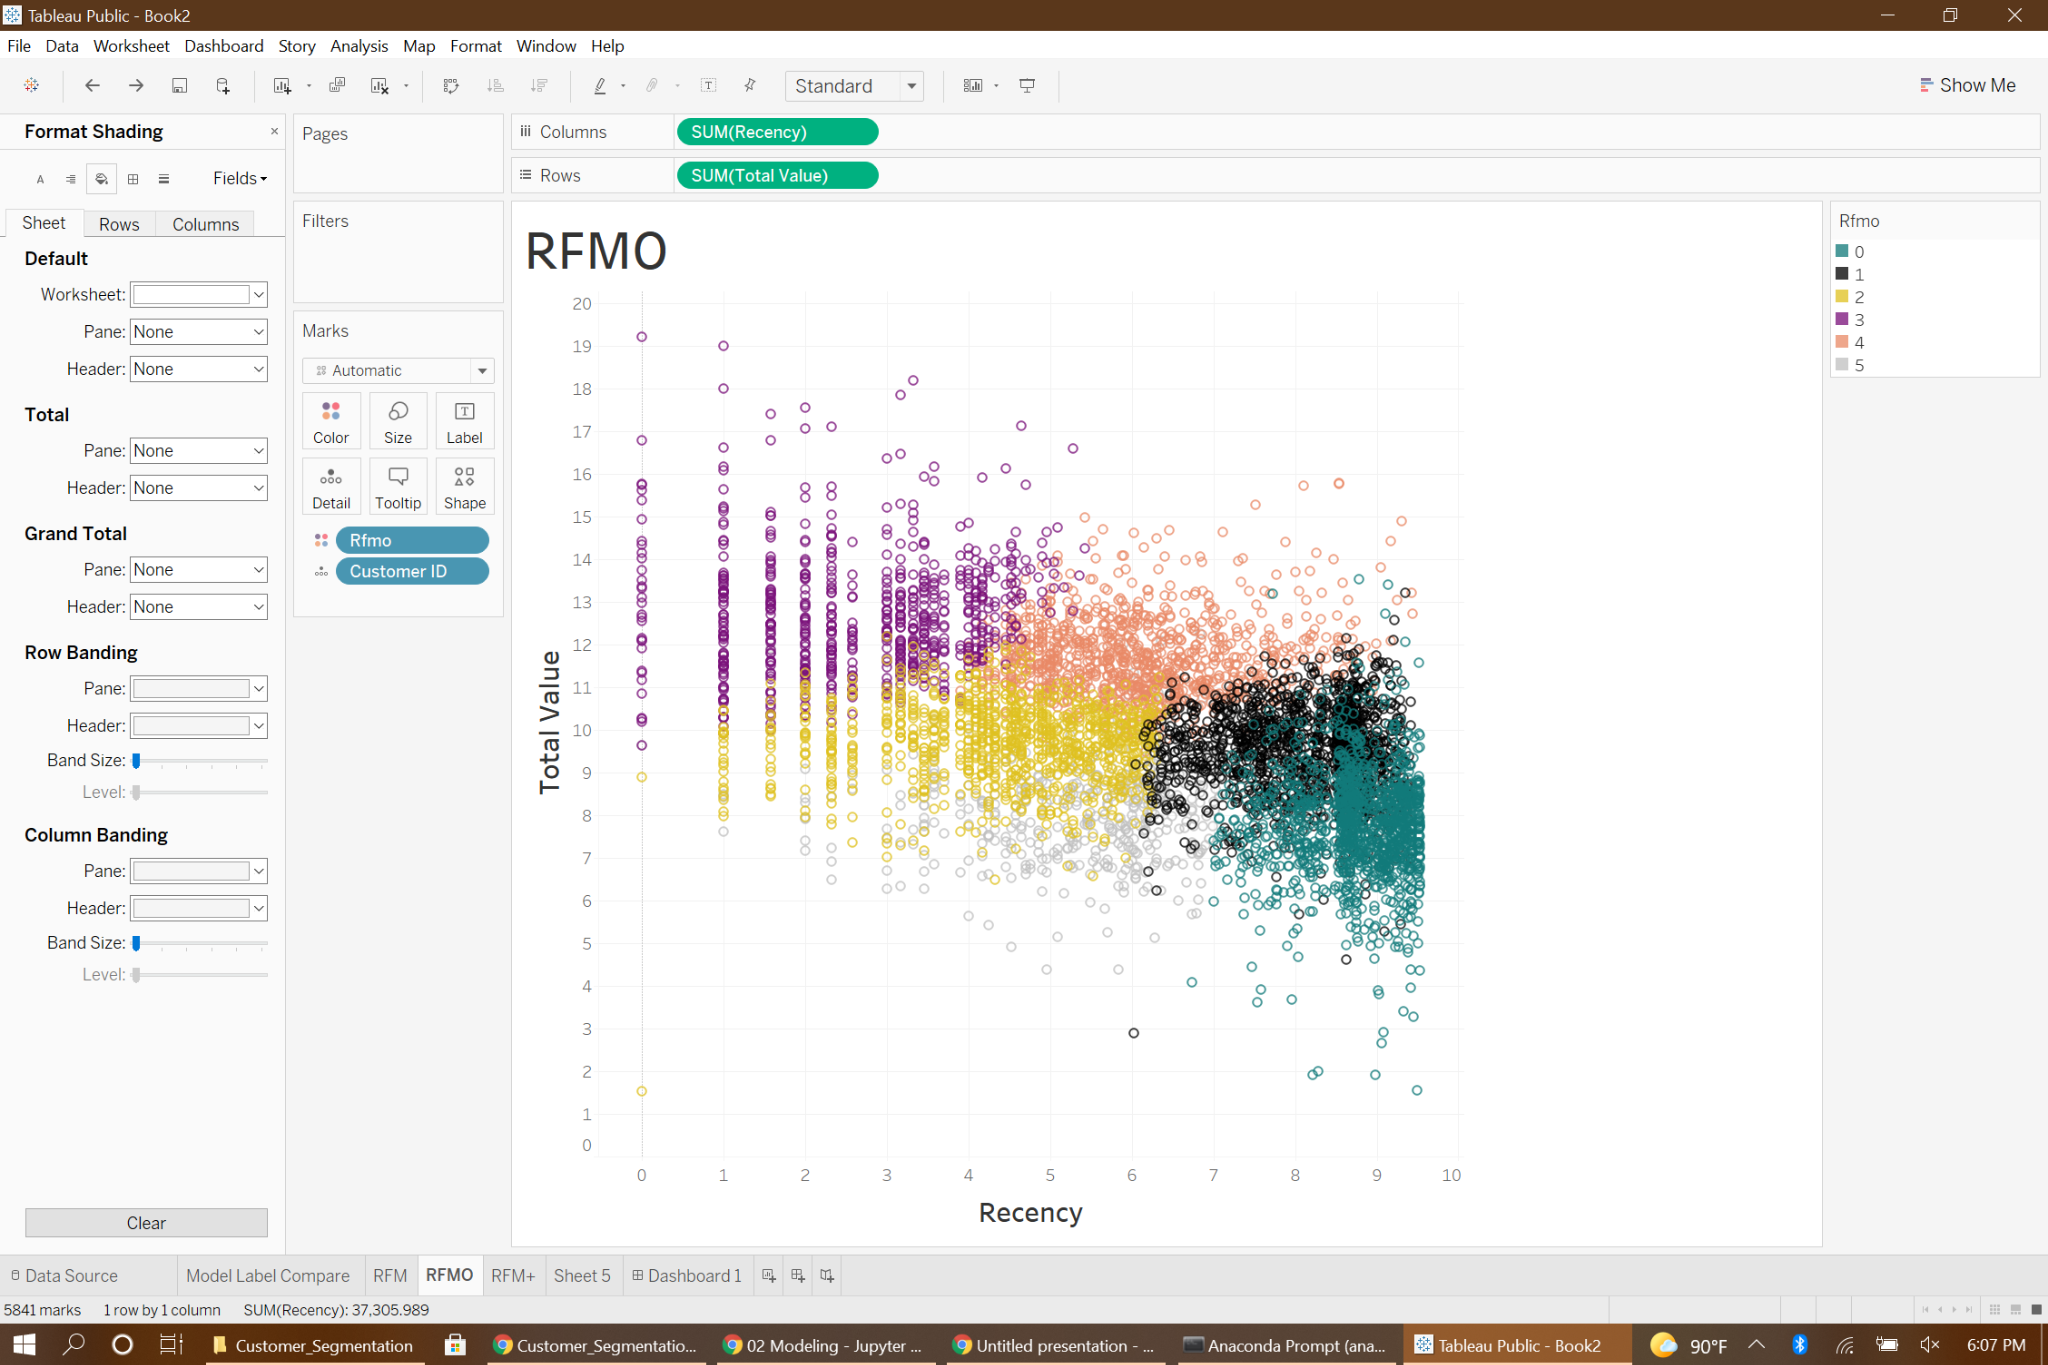 Tableau Public - Book2
File Data Worksheet Dashboard Story Analysis Map Format Window Help
Standard
Show Me
Format Shading
Fields
Sheet Rows Columns
Default
Worksheet:
Pane: None
Header: None
Total
Pane: None
Header: None
Grand Total
Pane: None
Header: None
Row Banding
Pane:
Header:
Band Size:
Level:
Column Banding
Pane:
Header:
Band Size:
Level:
Clear
Pages
Filters
Marks
Automatic
Color Size Label
Detail Tooltip Shape
Rfmo
Customer ID
Columns SUM(Recency)
Rows SUM(Total Value)
RFMO
20
19
18
17
16
15
14
13
12
11
10
9
8
7
6
5
4
3
2
1
0
Total Value
0 1 2 3 4 5 6 7 8 9 10
Recency
Rfmo
0
1
2
3
4
5
Data Source Model Label Compare RFM RFMO RFM+ Sheet 5 Dashboard 1
5841 marks 1 row by 1 column SUM(Recency): 37,305.989
Customer_Segmentation Customer_Segmentatio... 02 Modeling - Jupyter ... Untitled presentation - ... Anaconda Prompt (ana... Tableau Public - Book2 90°F 6:07 PM